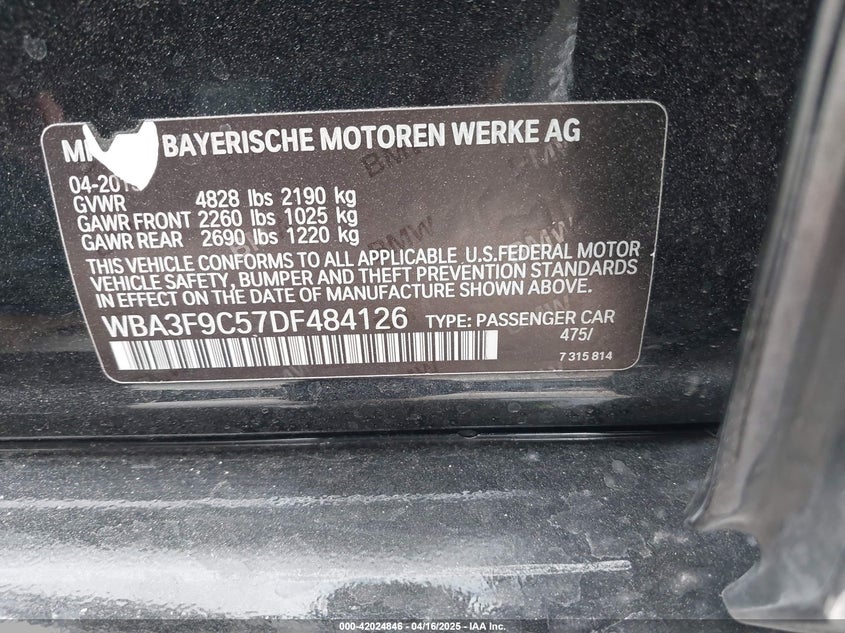 BAYERISCHE MOTOREN WERKE AG
GVWR 4828 lbs 2190 kg
GAWR FRONT 2260 lbs 1025 kg
GAWR REAR 2690 lbs 1220 kg
THIS VEHICLE CONFORMS TO ALL APPLICABLE U.S.FEDERAL MOTOR
VEHICLE SAFETY, BUMPER AND THEFT PREVENTION STANDARDS
IN EFFECT ON THE DATE OF MANUFACTURE SHOWN ABOVE.
WBA3F9C57DF484126 TYPE: PASSENGER CAR
475/
7 315 814
000-42024846 - 04/16/2025 - IAA Inc.